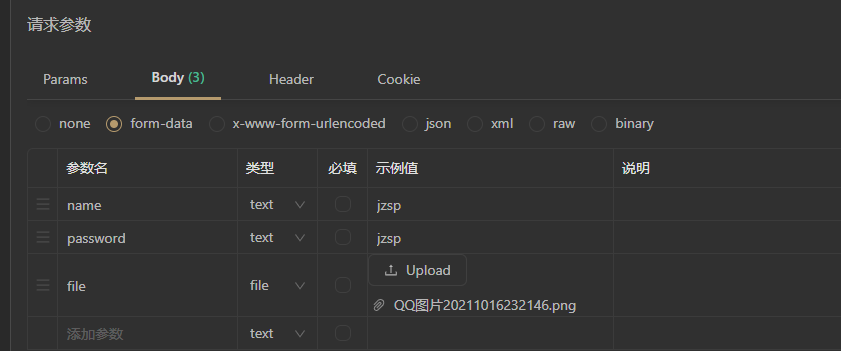 请求参数
Params Body (3) Header Cookie
none form-data x-www-form-urlencoded json xml raw binary
参数名 类型 必填 示例值 说明
name text jzsp
password text jzsp
file file Upload
QQ图片20211016232146.png
添加参数 text